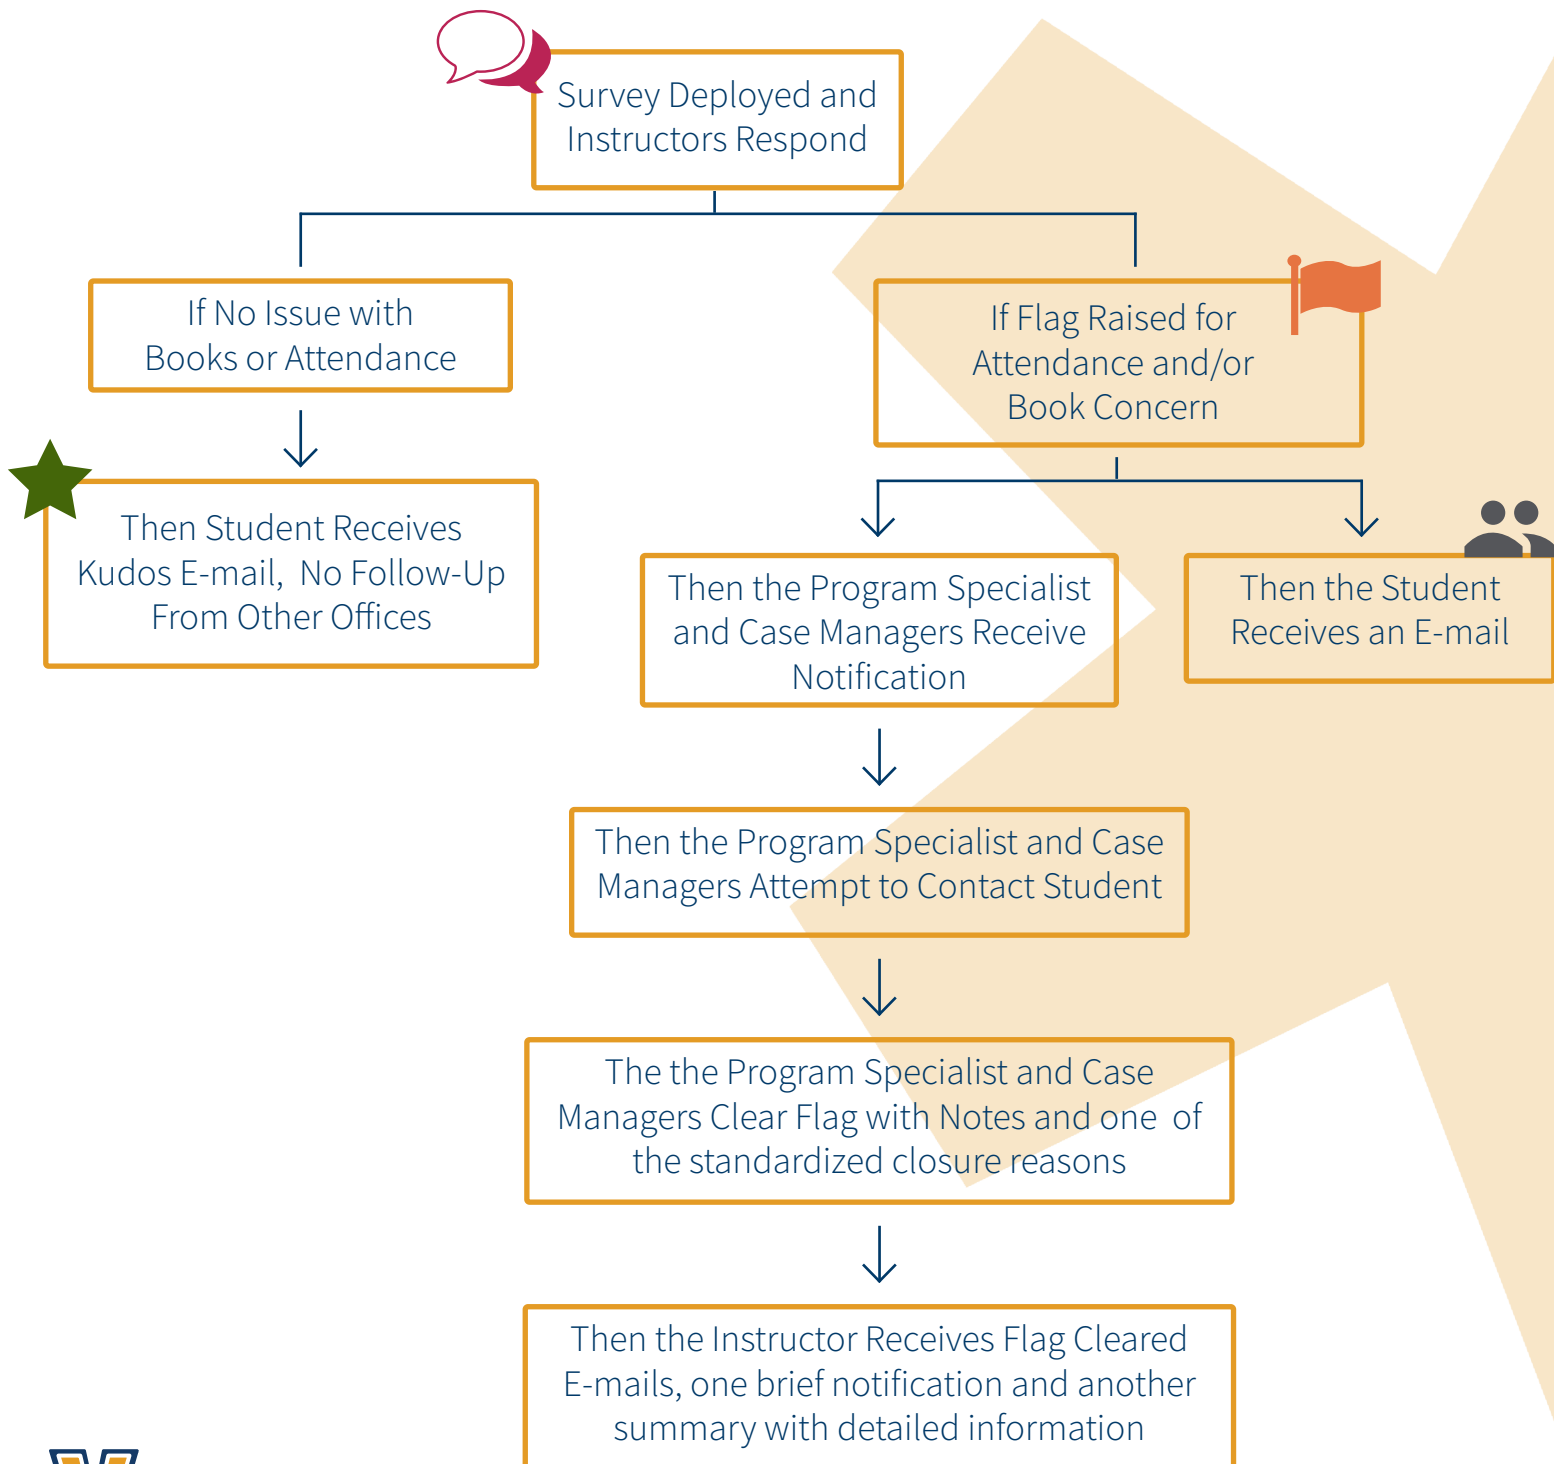 Survey Deployed and
Instructors Respond
If No Issue with
Books or Attendance
If Flag Raised for
Attendance and/or
Book Concern
Then Student Receives
Kudos E-mail,  No Follow-Up
From Other Offices
Then the Program Specialist
and Case Managers Receive
Notification
Then the Student
Receives an E-mail
Then the Program Specialist and Case
Managers Attempt to Contact Student
The the Program Specialist and Case
Managers Clear Flag with Notes and one  of
the standardized closure reasons
Then the Instructor Receives Flag Cleared
E-mails, one brief notification and another
summary with detailed information